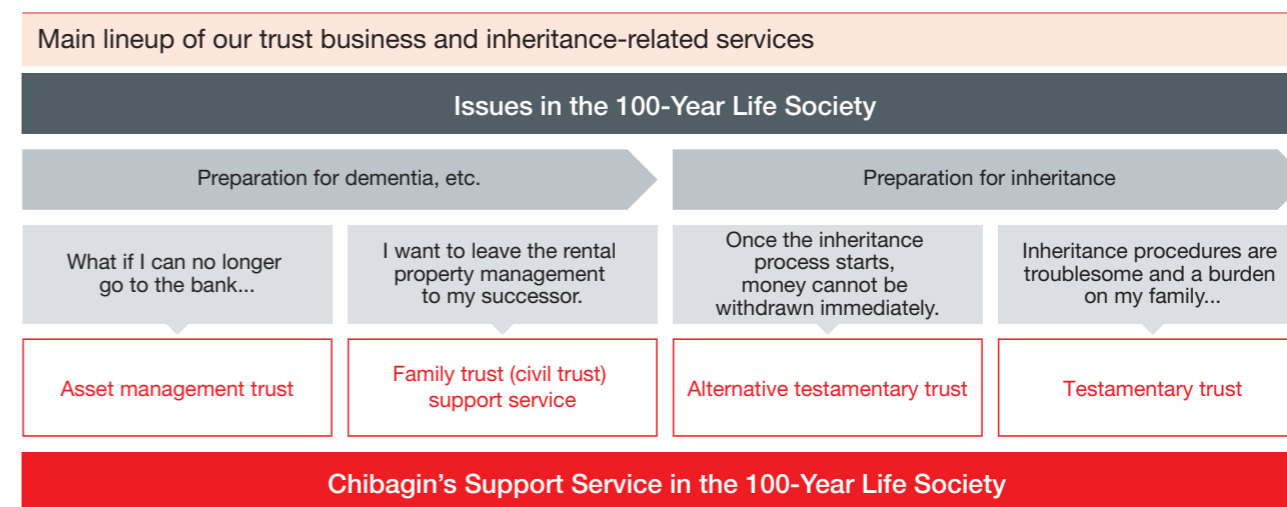 Main lineup of our trust business and inheritance-related services
Issues in the 100-Year Life Society
Preparation for dementia, etc.
Preparation for inheritance
What if I can no longer
go to the bank...
I want to leave the rental
property management
to my successor.
Once the inheritance
process starts,
money cannot be
withdrawn immediately.
Inheritance procedures are
troublesome and a burden
on my family...
Asset management trust
Family trust (civil trust)
support service
Alternative testamentary trust
Testamentary trust
Chibagin’s Support Service in the 100-Year Life Society